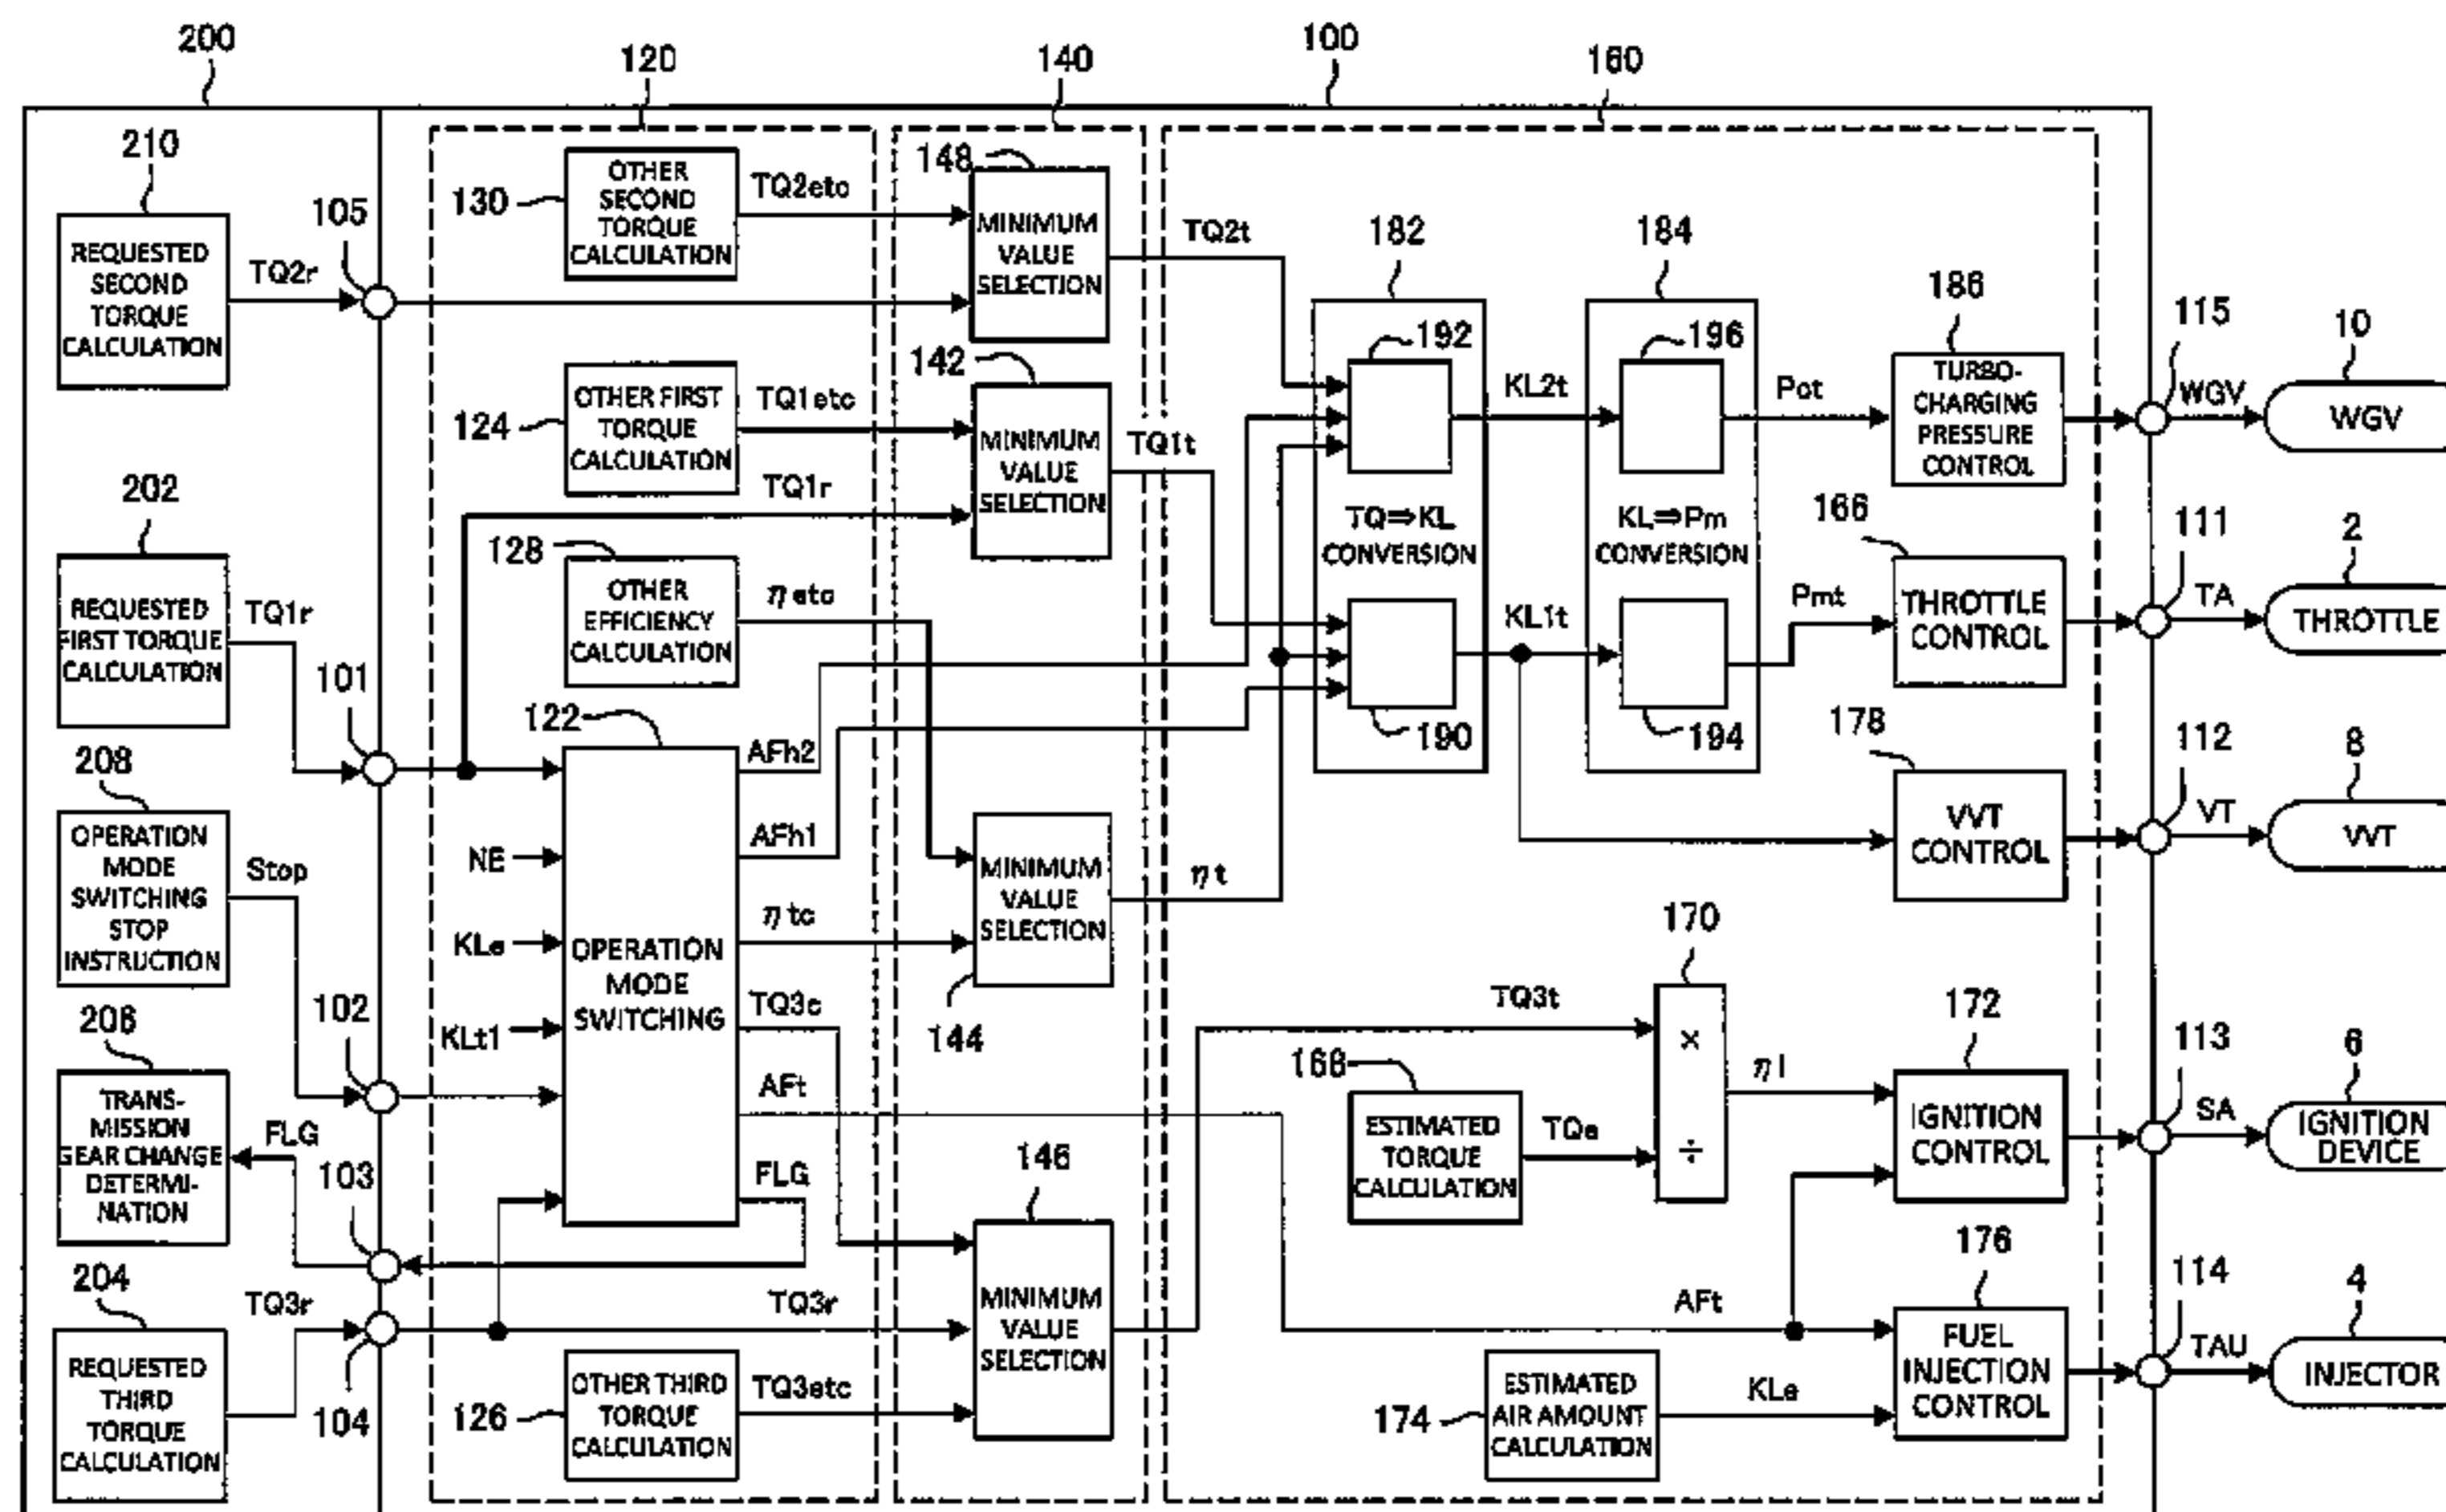 200
120
140
100
160
210
REQUESTED
SECOND
TORQUE
CALCULATION
TQ2r
105
130
OTHER
SECOND
TORQUE
CALCULATION
TQ2etc
148
MINIMUM
VALUE
SELECTION
TQ2t
182
184
192
196
TQ⇒KL
CONVERSION
KL⇒Pm
CONVERSION
KL2t
Pct
186
TURBO-
CHARGING
PRESSURE
CONTROL
115
WGV
10
WGV
124
OTHER FIRST
TORQUE
CALCULATION
TQ1etc
TQ1r
142
MINIMUM
VALUE
SELECTION
TQ1t
202
REQUESTED
FIRST TORQUE
CALCULATION
TQ1r
101
128
OTHER
EFFICIENCY
CALCULATION
ηetc
190
194
KL1t
Pmt
166
THROTTLE
CONTROL
111
TA
2
THROTTLE
208
OPERATION
MODE
SWITCHING
STOP
INSTRUCTION
Stop
102
122
OPERATION
MODE
SWITCHING
NE
KLe
KLt1
AFh2
AFh1
ηtc
TQ3c
AFt
FLG
MINIMUM
VALUE
SELECTION
144
ηt
178
VVT
CONTROL
112
VT
8
VVT
206
TRANS-
MISSION
GEAR CHANGE
DETERMI-
NATION
FLG
103
TQ3t
170
×
÷
168
ESTIMATED
TORQUE
CALCULATION
TQe
ηi
172
IGNITION
CONTROL
113
SA
6
IGNITION
DEVICE
204
REQUESTED
THIRD
TORQUE
CALCULATION
TQ3r
104
TQ3r
126
OTHER THIRD
TORQUE
CALCULATION
TQ3etc
146
MINIMUM
VALUE
SELECTION
AFt
174
ESTIMATED
AIR AMOUNT
CALCULATION
KLe
176
FUEL
INJECTION
CONTROL
114
TAU
4
INJECTOR